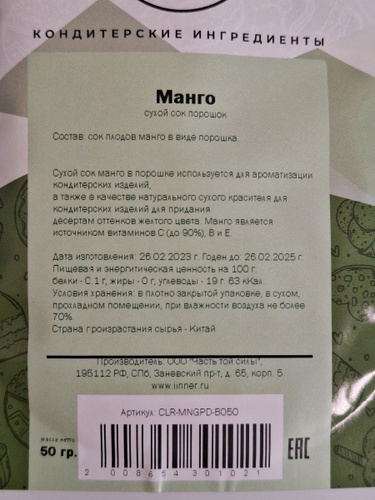 КОНДИТЕРСКИЕ ИНГРЕДИЕНТЫ
Манго
сухой сок порошок
Состав: сок плодов манго в виде порошка.
Сухой сок манго в порошке используется для ароматизации
кондитерских изделий,
а также в качестве натурального сухого красителя для
кондитерских изделий для придания
десертам оттенков желтого цвета. Манго является
источником витаминов С (до 90%), В и Е.
Дата изготовления: 26.02.2023 г. Годен до: 26.02.2025 г.
Пищевая и энергетическая ценность на 100 г:
белки - 0,1 г, жиры - 0 г, углеводы - 19 г. 63 кКал
Условия хранения: в плотно закрытой упаковке, в сухом,
прохладном помещении, при влажности воздуха не более
70%.
Страна произрастания сырья - Китай
Производитель: ООО "Часть той силы",
195112 РФ, СПб, Заневский пр-т, д. 65, корп. 5.
www.iinner.ru
Артикул: CLR-MNGPD-B050
масса нетто
50 гр.
EAC
2 008654 301021